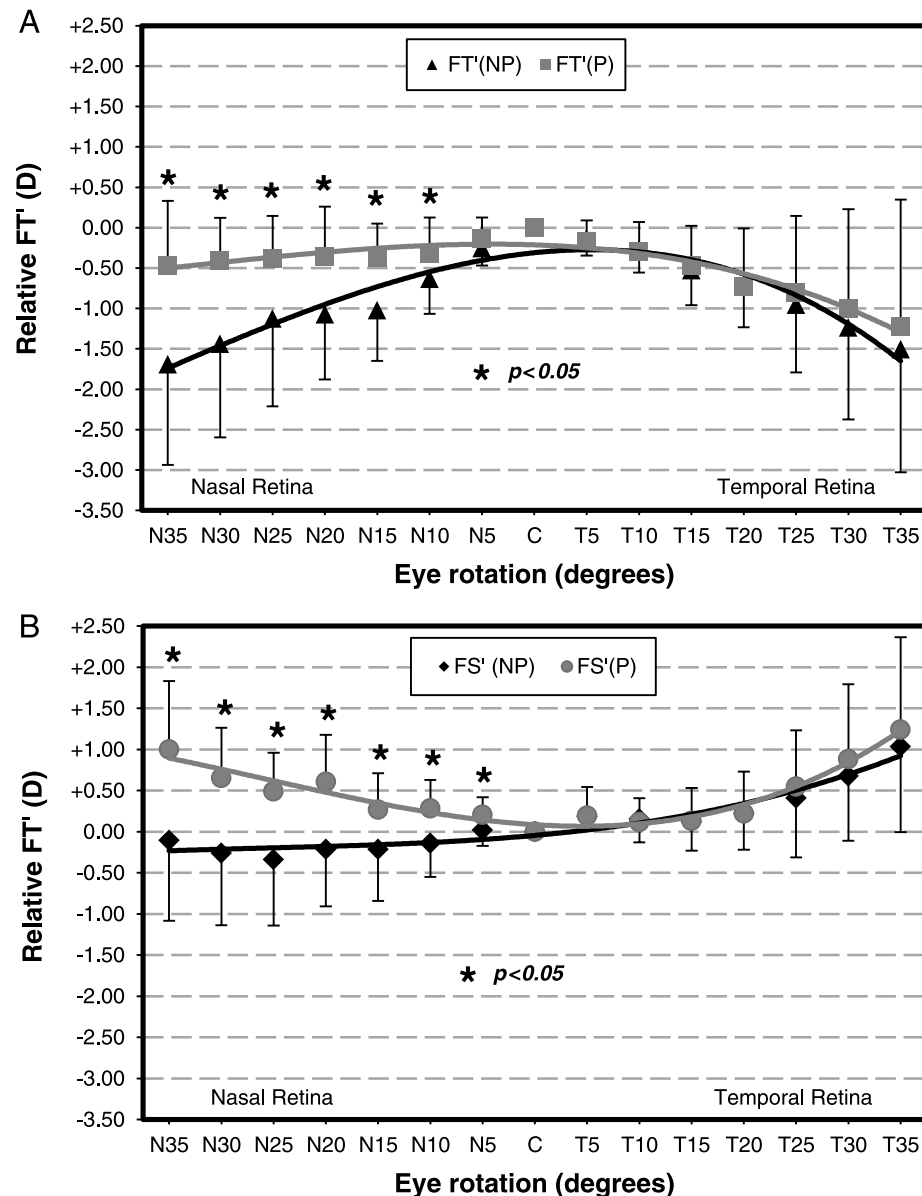 A
+2.50
+2.00
+1.50
+1.00
+0.50
0.00
-0.50
-1.00
-1.50
-2.00
-2.50
-3.00
-3.50
Relative FT' (D)
FT'(NP) FT'(P)
* * * * * *
* p<0.05
Nasal Retina Temporal Retina
N35 N30 N25 N20 N15 N10 N5 C T5 T10 T15 T20 T25 T30 T35
Eye rotation (degrees)
B
+2.50
+2.00
+1.50
+1.00
+0.50
0.00
-0.50
-1.00
-1.50
-2.00
-2.50
-3.00
-3.50
Relative FT' (D)
FS' (NP) FS'(P)
* * * * * * *
* p<0.05
Nasal Retina Temporal Retina
N35 N30 N25 N20 N15 N10 N5 C T5 T10 T15 T20 T25 T30 T35
Eye rotation (degrees)